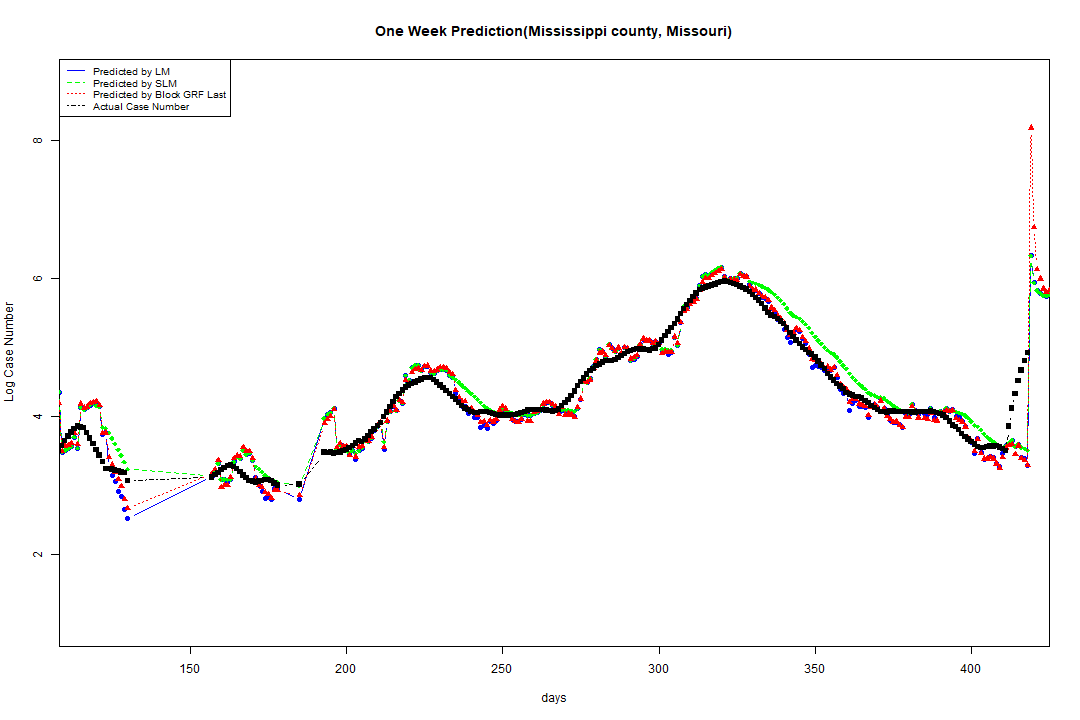 One Week Prediction(Mississippi county, Missouri)
Predicted by LM
Predicted by SLM
Predicted by Block GRF Last
Actual Case Number
8
6
4
2
Log Case Number
150 200 250 300 350 400
days